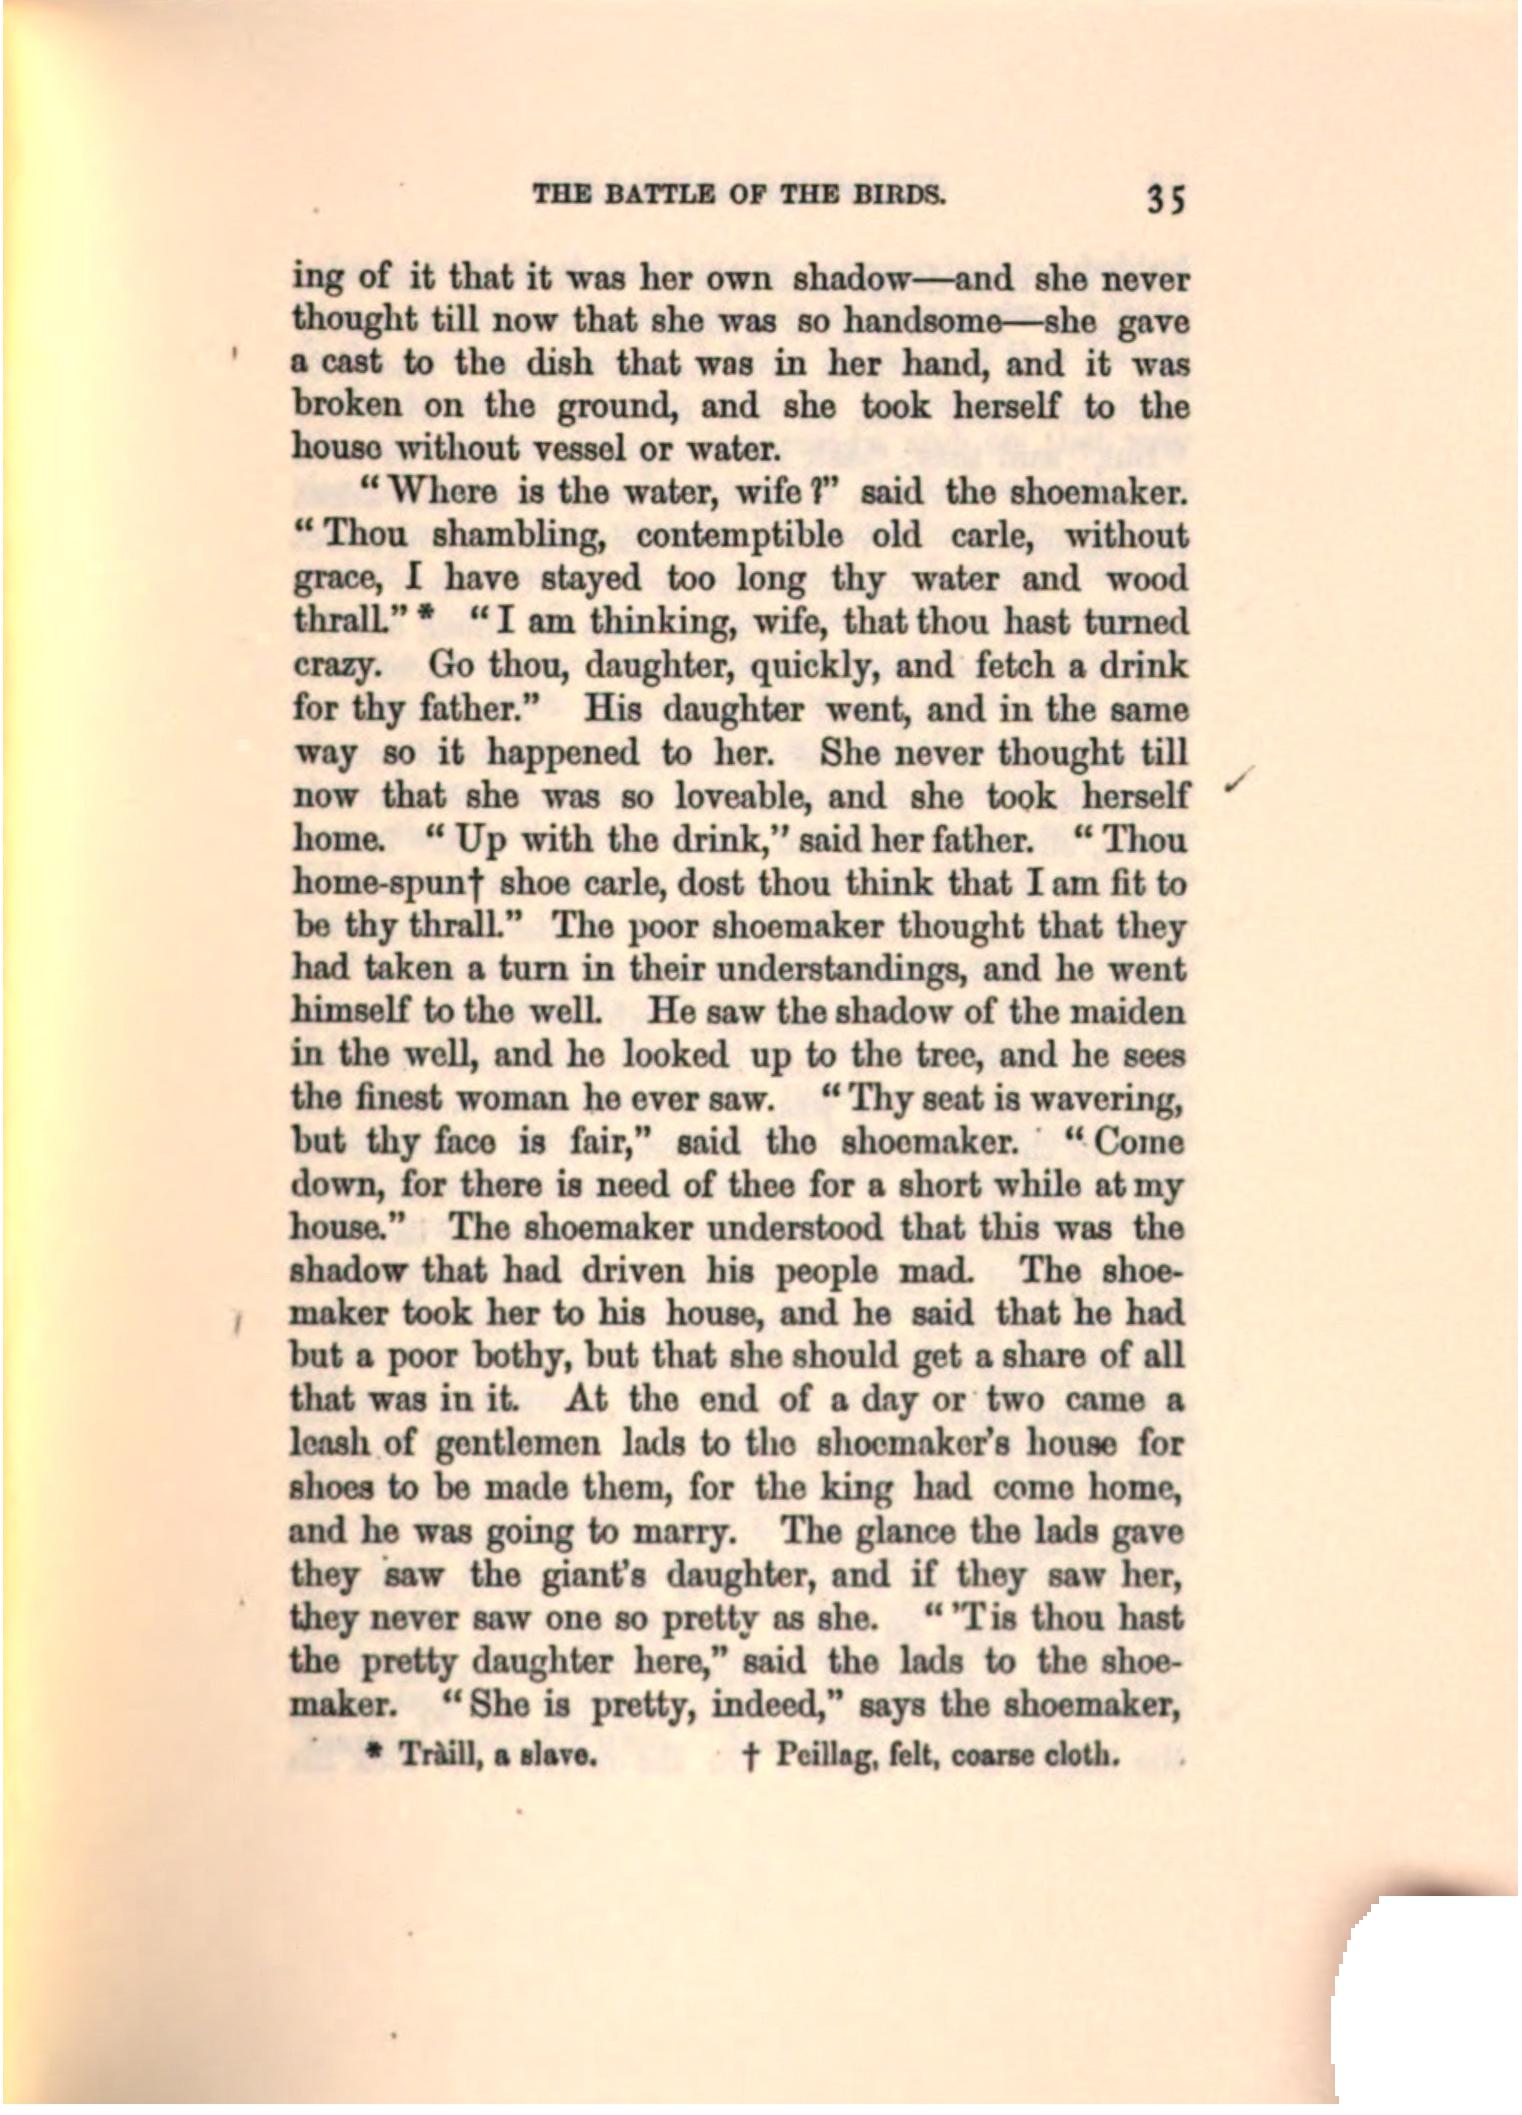 THE BATTLE OF THE BIRDS. 35
ing of it that it was her own shadow—and she never
thought till now that she was so handsome—she gave
a cast to the dish that was in her hand, and it was
broken on the ground, and she took herself to the
house without vessel or water.
“Where is the water, wife?” said the shoemaker.
“Thou shambling, contemptible old carle, without
grace, I have stayed too long thy water and wood
thrall.”* “I am thinking, wife, that thou hast turned
crazy. Go thou, daughter, quickly, and fetch a drink
for thy father.” His daughter went, and in the same
way so it happened to her. She never thought till
now that she was so loveable, and she took herself
home. “Up with the drink,” said her father. “Thou
home-spun† shoe carle, dost thou think that I am fit to
be thy thrall.” The poor shoemaker thought that they
had taken a turn in their understandings, and he went
himself to the well. He saw the shadow of the maiden
in the well, and he looked up to the tree, and he sees
the finest woman he ever saw. “Thy seat is wavering,
but thy face is fair,” said the shoemaker. “Come
down, for there is need of thee for a short while at my
house.” The shoemaker understood that this was the
shadow that had driven his people mad. The shoe-
maker took her to his house, and he said that he had
but a poor bothy, but that she should get a share of all
that was in it. At the end of a day or two came a
leash of gentlemen lads to the shoemaker’s house for
shoes to be made them, for the king had come home,
and he was going to marry. The glance the lads gave
they saw the giant’s daughter, and if they saw her,
they never saw one so pretty as she. “’Tis thou hast
the pretty daughter here,” said the lads to the shoe-
maker. “She is pretty, indeed,” says the shoemaker,
* Tràill, a slave. † Peillag, felt, coarse cloth.